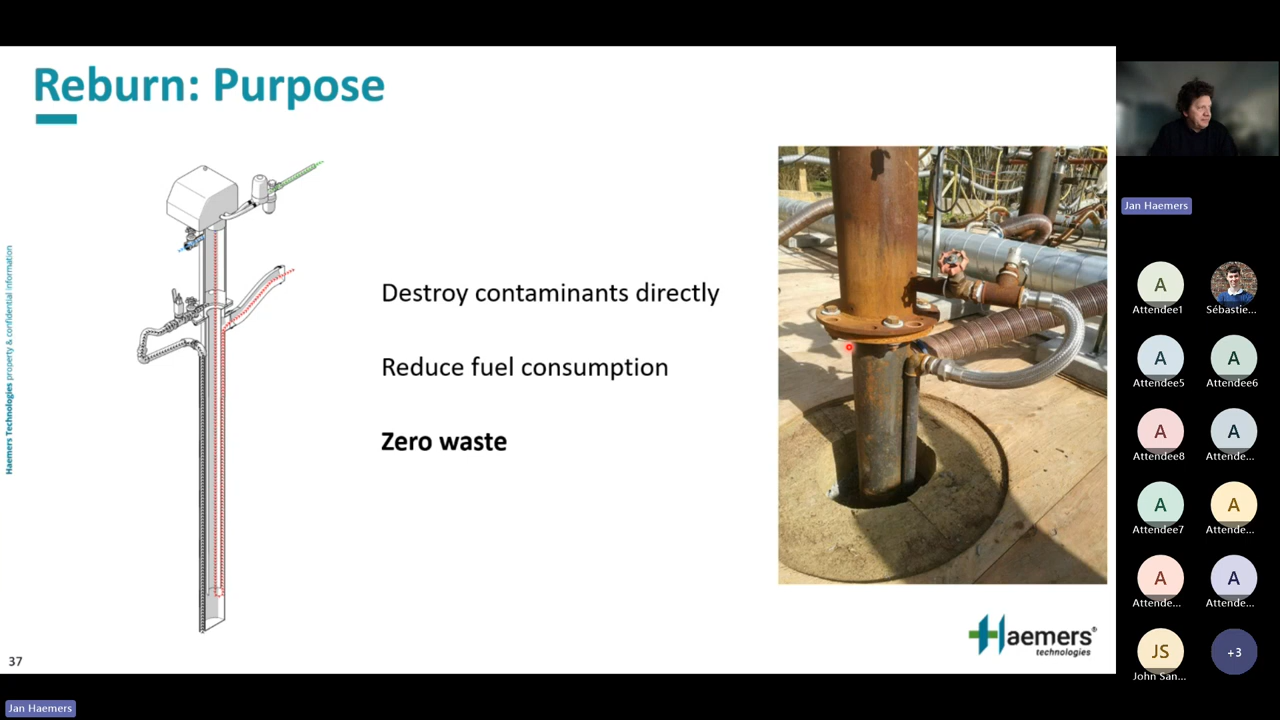 Reburn: Purpose
Haemers Technologies property & confidential information
Destroy contaminants directly
Reduce fuel consumption
Zero waste
Haemers®
technologies
37
Jan Haemers
Jan Haemers
A
Attendee1
Sébastie...
A
Attendee5
A
Attendee6
A
Attendee8
A
Attende...
A
Attendee7
A
Attende...
A
Attende...
A
Attende...
JS
John San...
+3